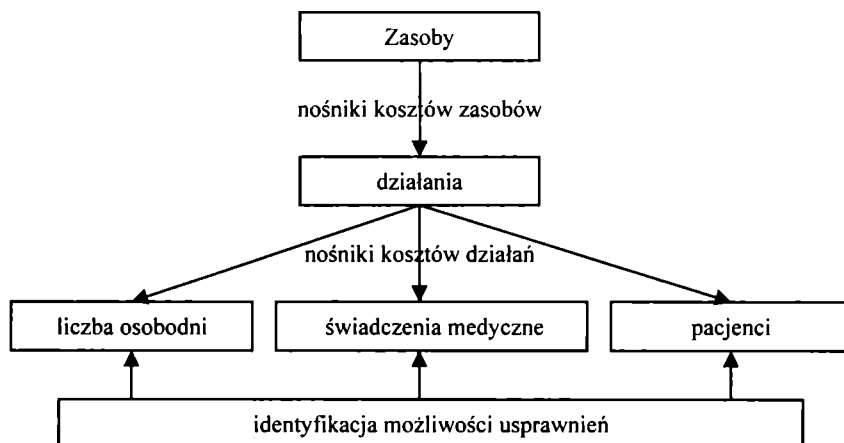 Zasoby
nośniki kosztów zasobów
działania
nośniki kosztów działań
liczba osobodni
świadczenia medyczne
pacjenci
identyfikacja możliwości usprawnień